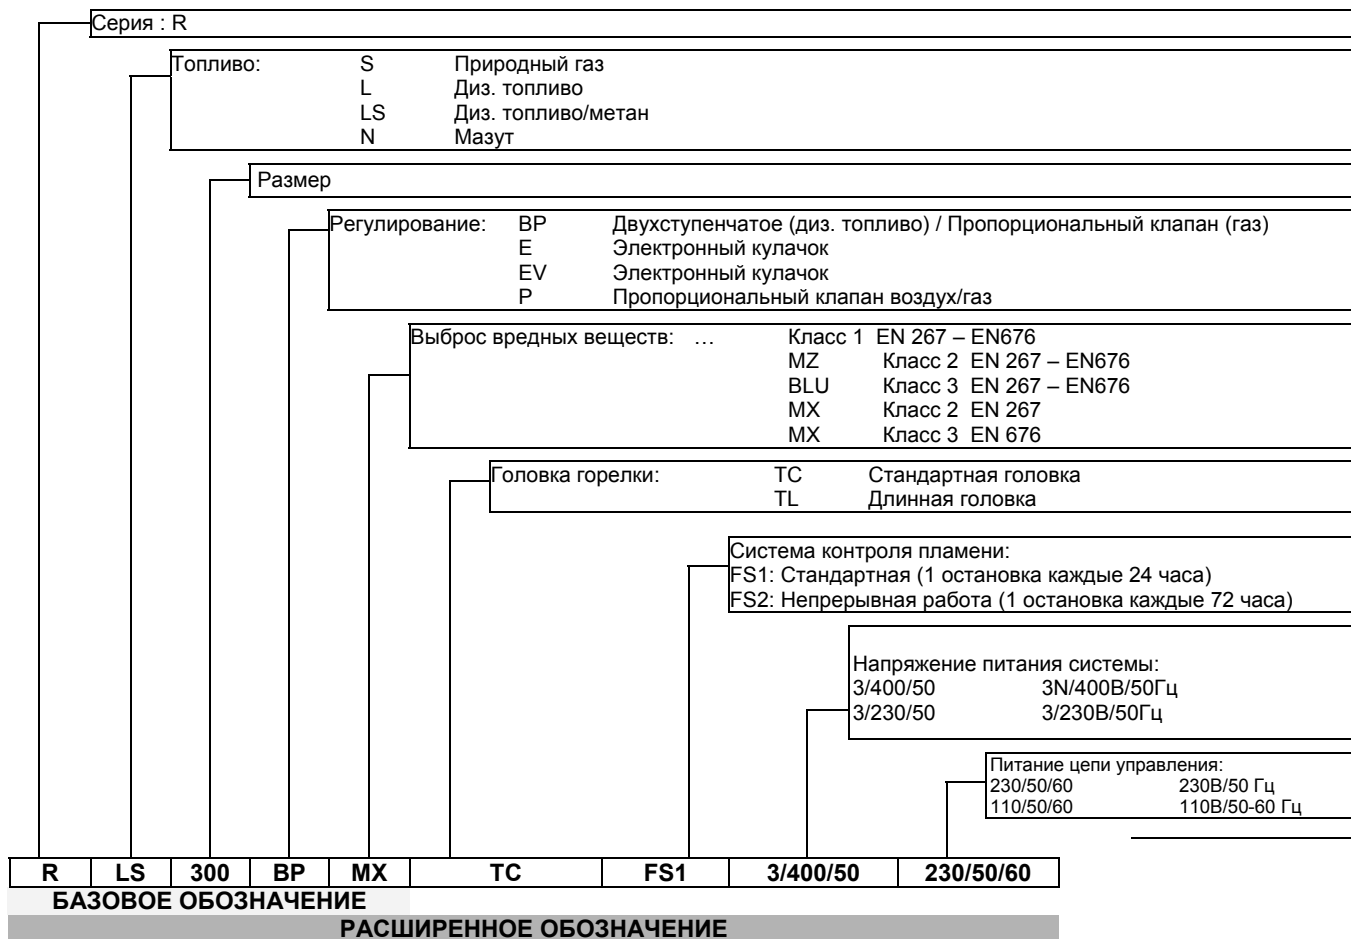 Серия : R
Топливо: S Природный газ
L Диз. топливо
LS Диз. топливо/метан
N Мазут
Размер
Регулирование: BP Двухступенчатое (диз. топливо) / Пропорциональный клапан (газ)
E Электронный кулачок
EV Электронный кулачок
P Пропорциональный клапан воздух/газ
Выброс вредных веществ: … Класс 1 EN 267 – EN676
MZ Класс 2 EN 267 – EN676
BLU Класс 3 EN 267 – EN676
MX Класс 2 EN 267
MX Класс 3 EN 676
Головка горелки: TC Стандартная головка
TL Длинная головка
Система контроля пламени:
FS1: Стандартная (1 остановка каждые 24 часа)
FS2: Непрерывная работа (1 остановка каждые 72 часа)
Напряжение питания системы:
3/400/50 3N/400В/50Гц
3/230/50 3/230В/50Гц
Питание цепи управления:
230/50/60 230В/50 Гц
110/50/60 110В/50-60 Гц
R LS 300 BP MX TC FS1 3/400/50 230/50/60
БАЗОВОЕ ОБОЗНАЧЕНИЕ
РАСШИРЕННОЕ ОБОЗНАЧЕНИЕ